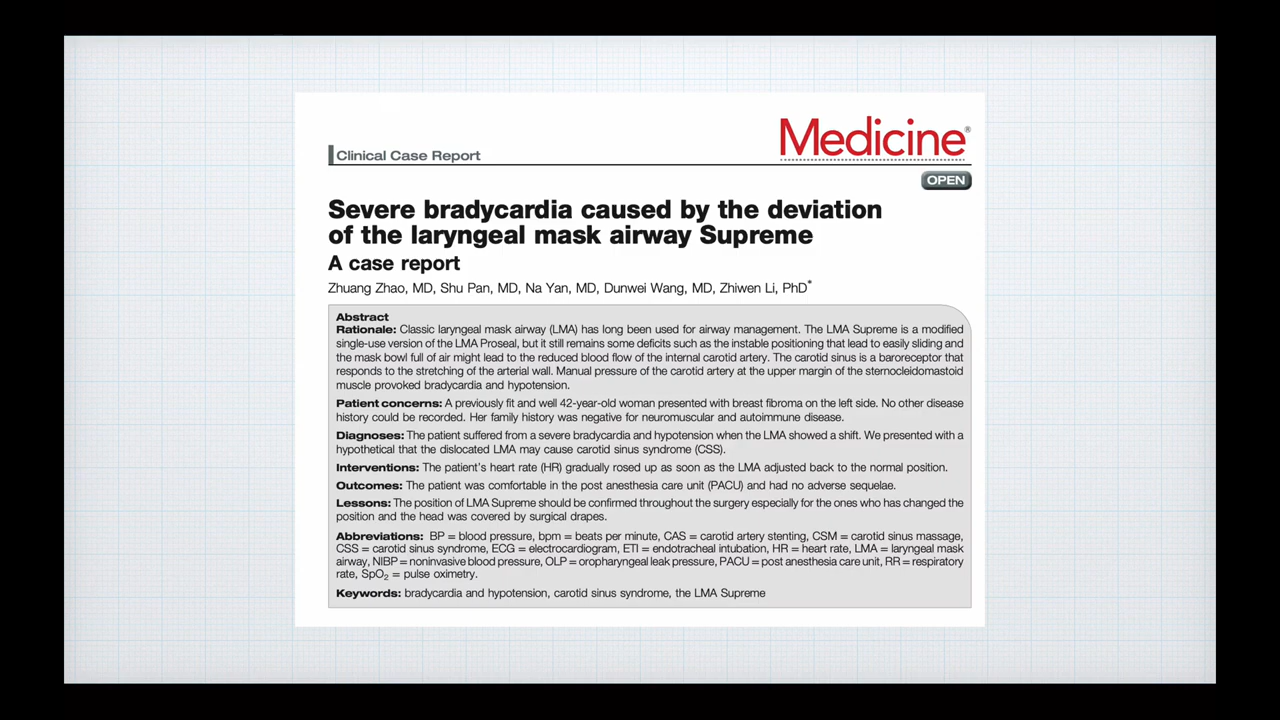 Clinical Case Report
Medicine®
OPEN
Severe bradycardia caused by the deviation
of the laryngeal mask airway Supreme
A case report
Zhuang Zhao, MD, Shu Pan, MD, Na Yan, MD, Dunwei Wang, MD, Zhiwen Li, PhD*
Abstract
Rationale: Classic laryngeal mask airway (LMA) has long been used for airway management. The LMA Supreme is a modified
single-use version of the LMA Proseal, but it still remains some deficits such as the instable positioning that lead to easily sliding and
the mask bowl full of air might lead to the reduced blood flow of the internal carotid artery. The carotid sinus is a baroreceptor that
responds to the stretching of the arterial wall. Manual pressure of the carotid artery at the upper margin of the sternocleidomastoid
muscle provoked bradycardia and hypotension.
Patient concerns: A previously fit and well 42-year-old woman presented with breast fibroma on the left side. No other disease
history could be recorded. Her family history was negative for neuromuscular and autoimmune disease.
Diagnoses: The patient suffered from a severe bradycardia and hypotension when the LMA showed a shift. We presented with a
hypothetical that the dislocated LMA may cause carotid sinus syndrome (CSS).
Interventions: The patient's heart rate (HR) gradually rosed up as soon as the LMA adjusted back to the normal position.
Outcomes: The patient was comfortable in the post anesthesia care unit (PACU) and had no adverse sequelae.
Lessons: The position of LMA Supreme should be confirmed throughout the surgery especially for the ones who has changed the
position and the head was covered by surgical drapes.
Abbreviations: BP = blood pressure, bpm = beats per minute, CAS = carotid artery stenting, CSM = carotid sinus massage,
CSS = carotid sinus syndrome, ECG = electrocardiogram, ETI = endotracheal intubation, HR = heart rate, LMA = laryngeal mask
airway, NIBP = noninvasive blood pressure, OLP = oropharyngeal leak pressure, PACU = post anesthesia care unit, RR = respiratory
rate, SpO2 = pulse oximetry.
Keywords: bradycardia and hypotension, carotid sinus syndrome, the LMA Supreme